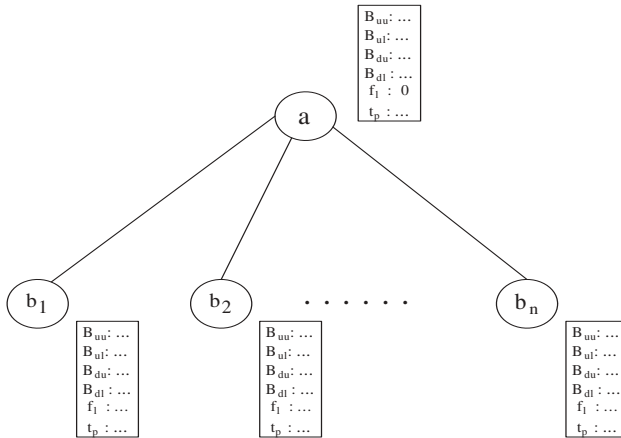 B_uu: ...
B_ul: ...
B_du: ...
B_dl: ...
f_l : 0
t_p : ...
a
b_1
b_2
. . . . . .
b_n
B_uu: ...
B_ul: ...
B_du: ...
B_dl: ...
f_l : ...
t_p : ...
B_uu: ...
B_ul: ...
B_du: ...
B_dl: ...
f_l : ...
t_p : ...
B_uu: ...
B_ul: ...
B_du: ...
B_dl: ...
f_l : ...
t_p : ...